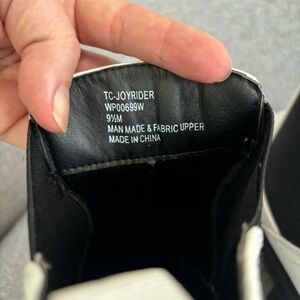 TC-JOYRIDER
WP00699W
9½M
MAN MADE & FABRIC UPPER
MADE IN CHINA